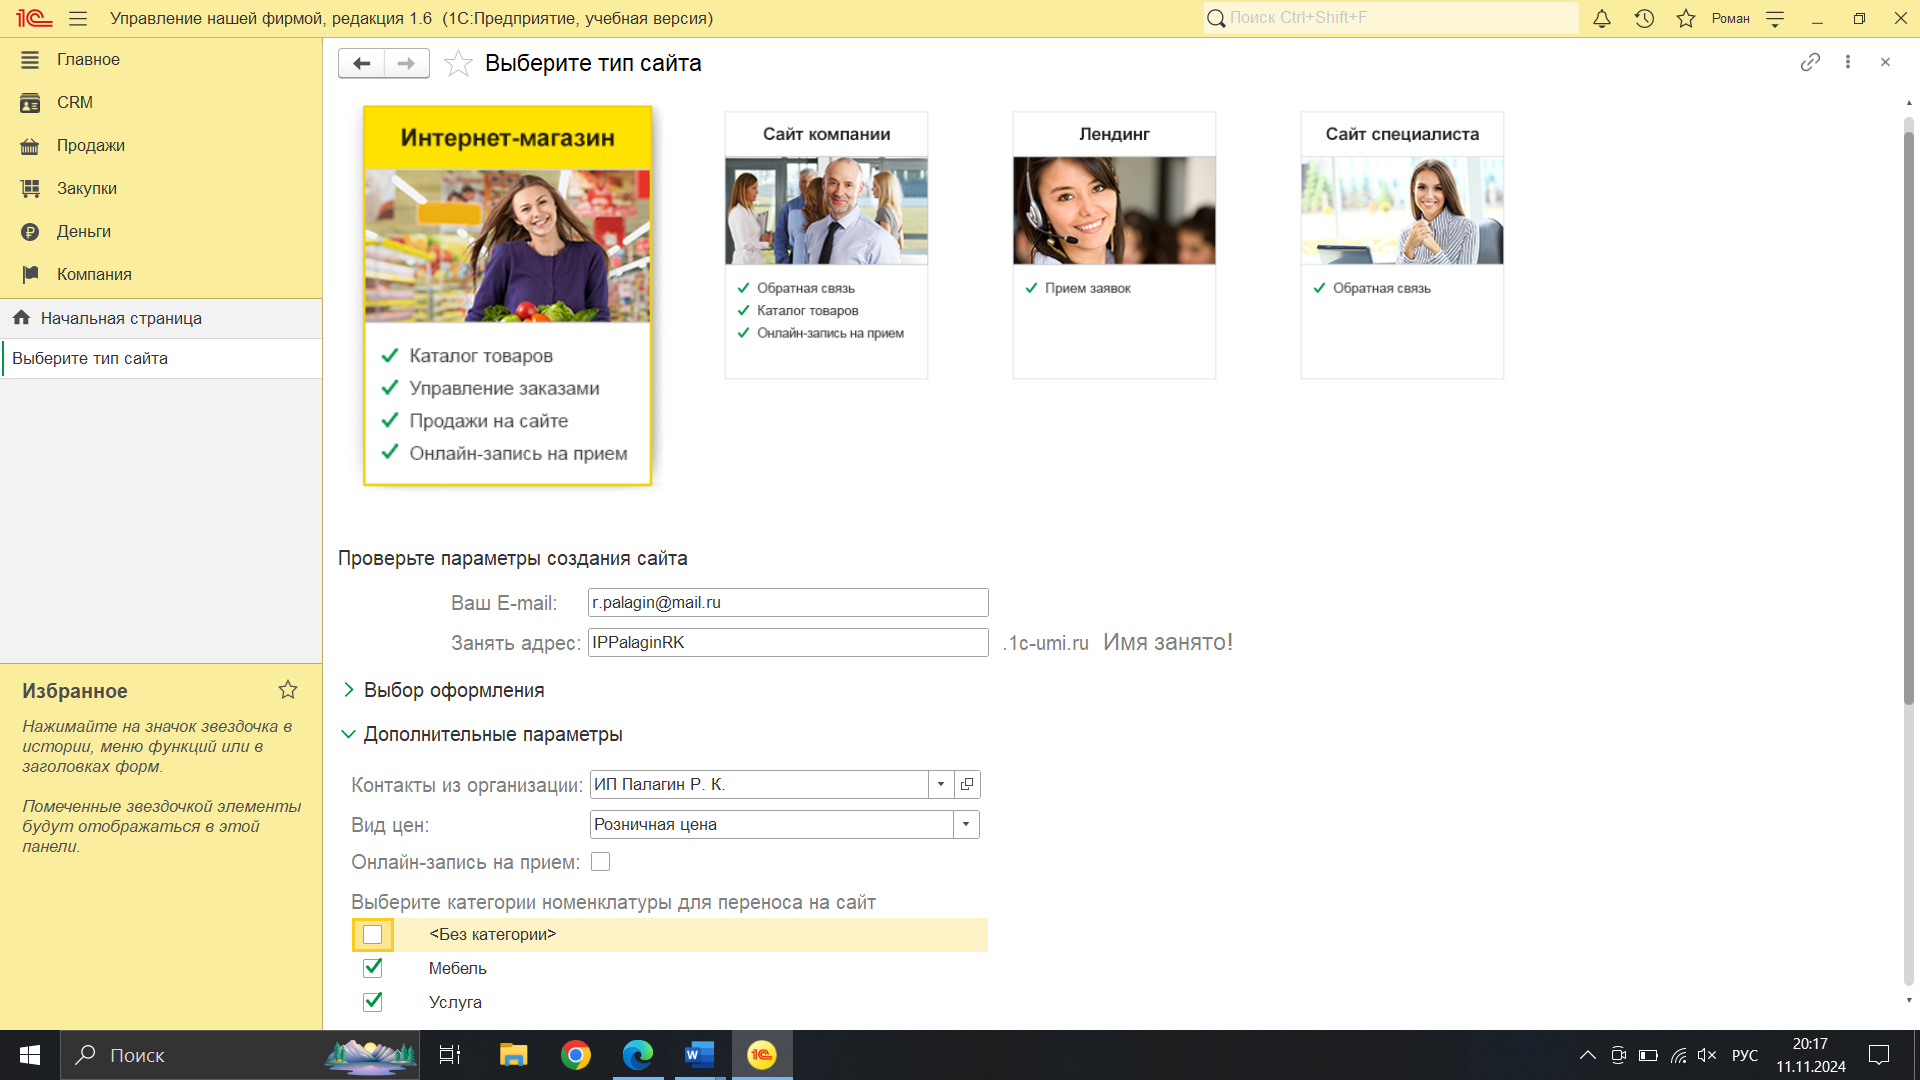 Управление нашей фирмой, редакция 1.6 (1С:Предприятие, учебная версия)
Поиск Ctrl+Shift+F
Роман
Главное
CRM
Продажи
Закупки
Деньги
Компания
Начальная страница
Выберите тип сайта
Избранное
Нажимайте на значок звездочка в
истории, меню функций или в
заголовках форм.
Помеченные звездочкой элементы
будут отображаться в этой
панели.
Выберите тип сайта
Интернет-магазин
Каталог товаров
Управление заказами
Продажи на сайте
Онлайн-запись на прием
Сайт компании
Обратная связь
Каталог товаров
Онлайн-запись на прием
Лендинг
Прием заявок
Сайт специалиста
Обратная связь
Проверьте параметры создания сайта
Ваш E-mail: r.palagin@mail.ru
Занять адрес: IPPalaginRK .1c-umi.ru Имя занято!
Выбор оформления
Дополнительные параметры
Контакты из организации: ИП Палагин Р. К.
Вид цен: Розничная цена
Онлайн-запись на прием:
Выберите категории номенклатуры для переноса на сайт
<Без категории>
Мебель
Услуга
Поиск
РУС
20:17
11.11.2024